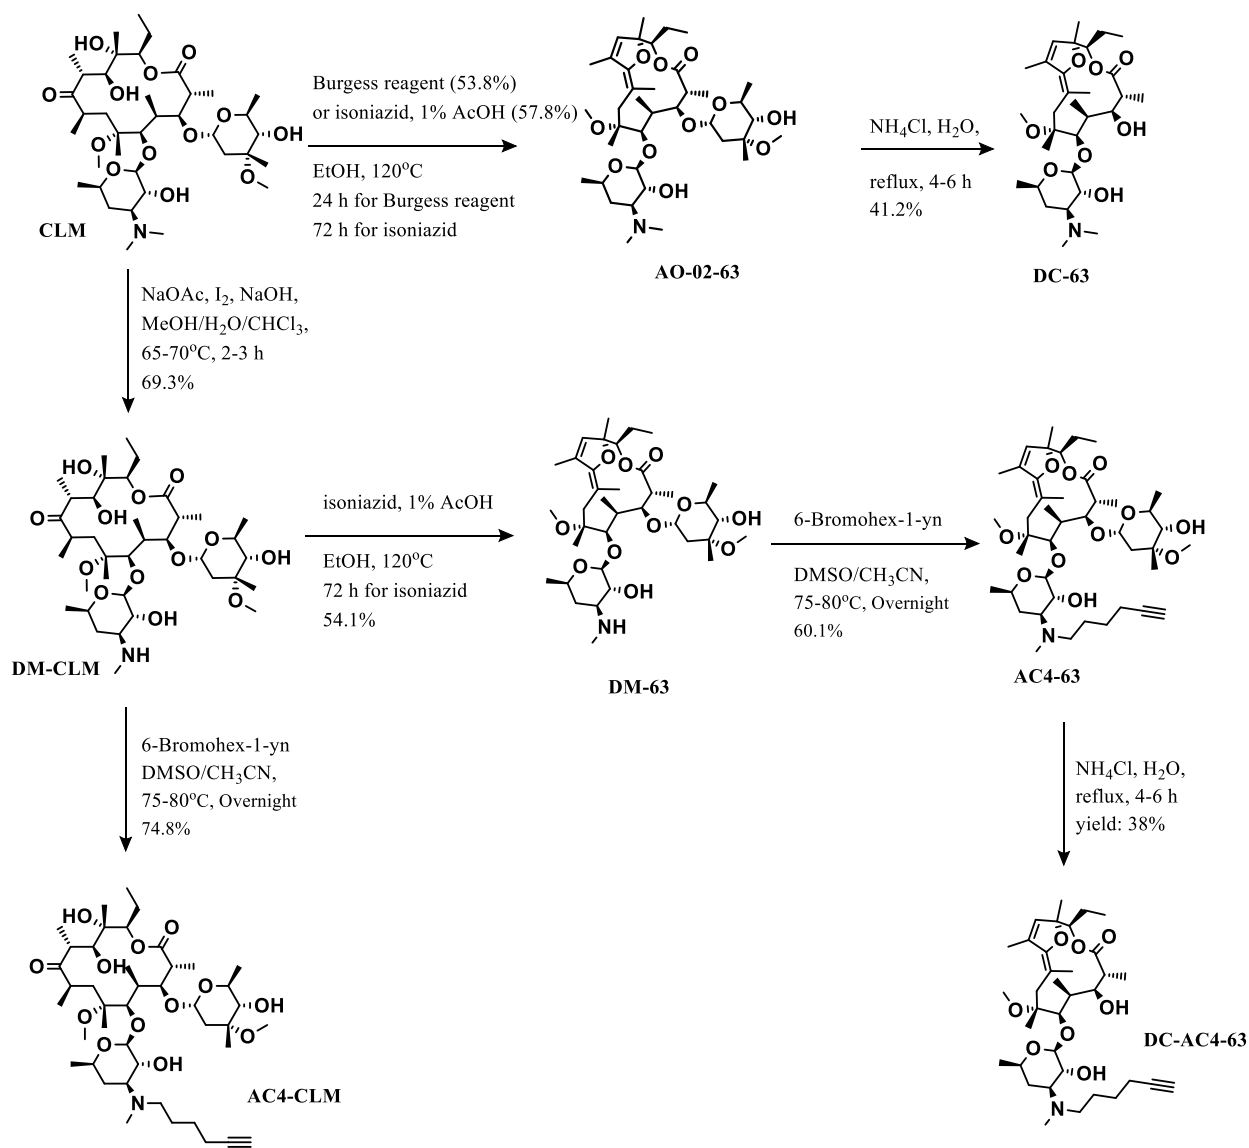 Burgess reagent (53.8%)
or isoniazid, 1% AcOH (57.8%)
EtOH, 120°C
24 h for Burgess reagent
72 h for isoniazid
NH₄Cl, H₂O,
reflux, 4-6 h
41.2%
CLM
AO-02-63
DC-63
NaOAc, I₂, NaOH,
MeOH/H₂O/CHCl₃,
65-70°C, 2-3 h
69.3%
isoniazid, 1% AcOH
EtOH, 120°C
72 h for isoniazid
54.1%
6-Bromohex-1-yn
DMSO/CH₃CN,
75-80°C, Overnight
60.1%
DM-CLM
DM-63
AC4-63
6-Bromohex-1-yn
DMSO/CH₃CN,
75-80°C, Overnight
74.8%
NH₄Cl, H₂O,
reflux, 4-6 h
yield: 38%
AC4-CLM
DC-AC4-63